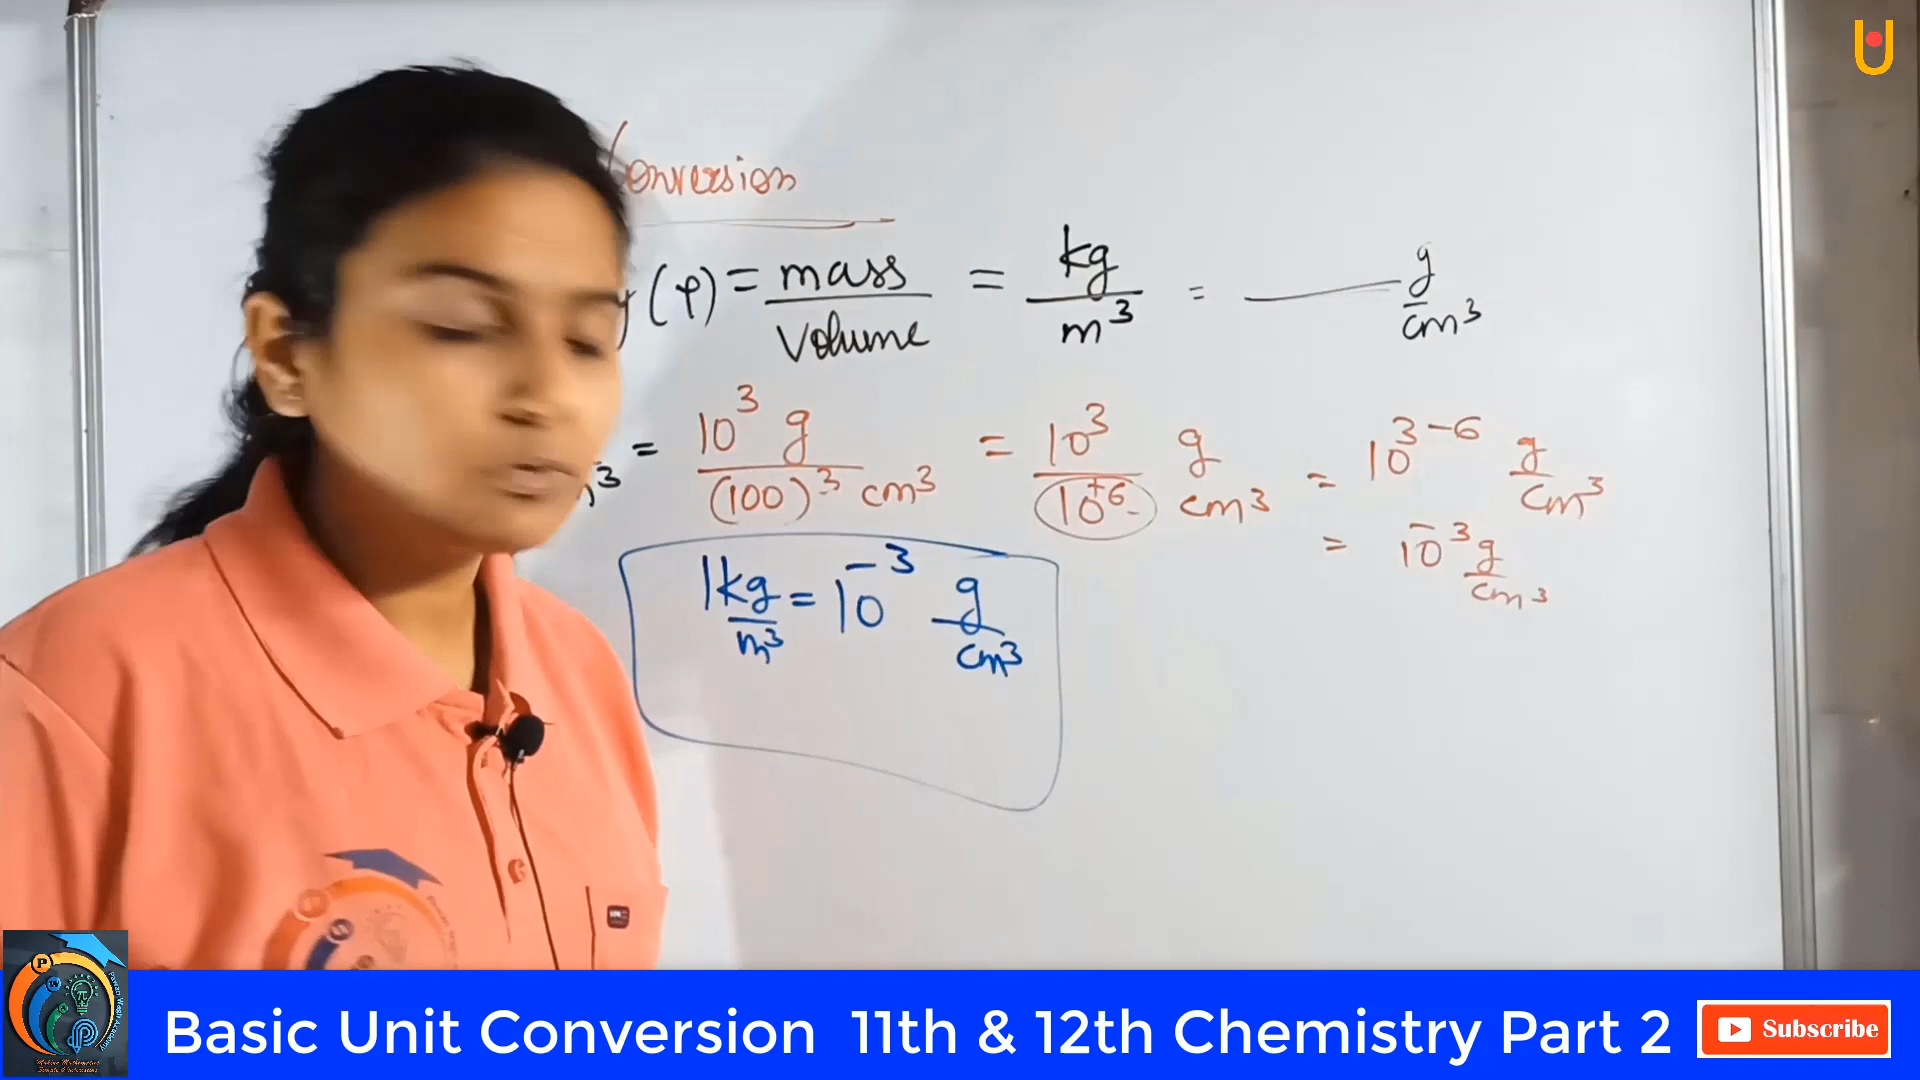 Conversion
y (φ) = mass/volume = kg/m³ = ——— g/cm³
m³ = 10³ g/(100)³ cm³ = 10³/10⁺⁶ g/cm³ = 10³⁻⁶ g/cm³
= 10⁻³ g/cm³
1 kg/m³ = 10⁻³ g/cm³
Basic Unit Conversion 11th & 12th Chemistry Part 2
Subscribe